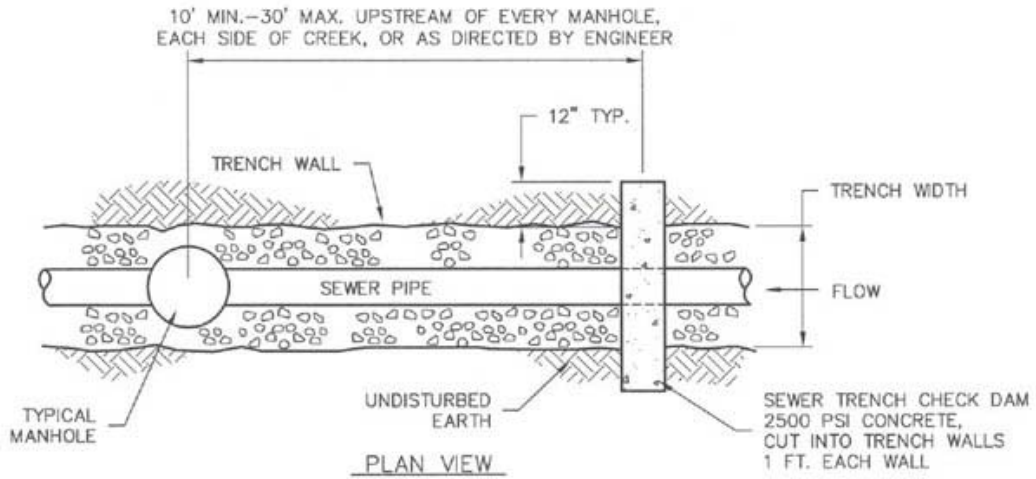 10' MIN.-30' MAX. UPSTREAM OF EVERY MANHOLE,
EACH SIDE OF CREEK, OR AS DIRECTED BY ENGINEER
12" TYP.
TRENCH WALL
TRENCH WIDTH
SEWER PIPE
FLOW
TYPICAL
MANHOLE
UNDISTURBED
EARTH
SEWER TRENCH CHECK DAM
2500 PSI CONCRETE,
CUT INTO TRENCH WALLS
1 FT. EACH WALL
PLAN VIEW